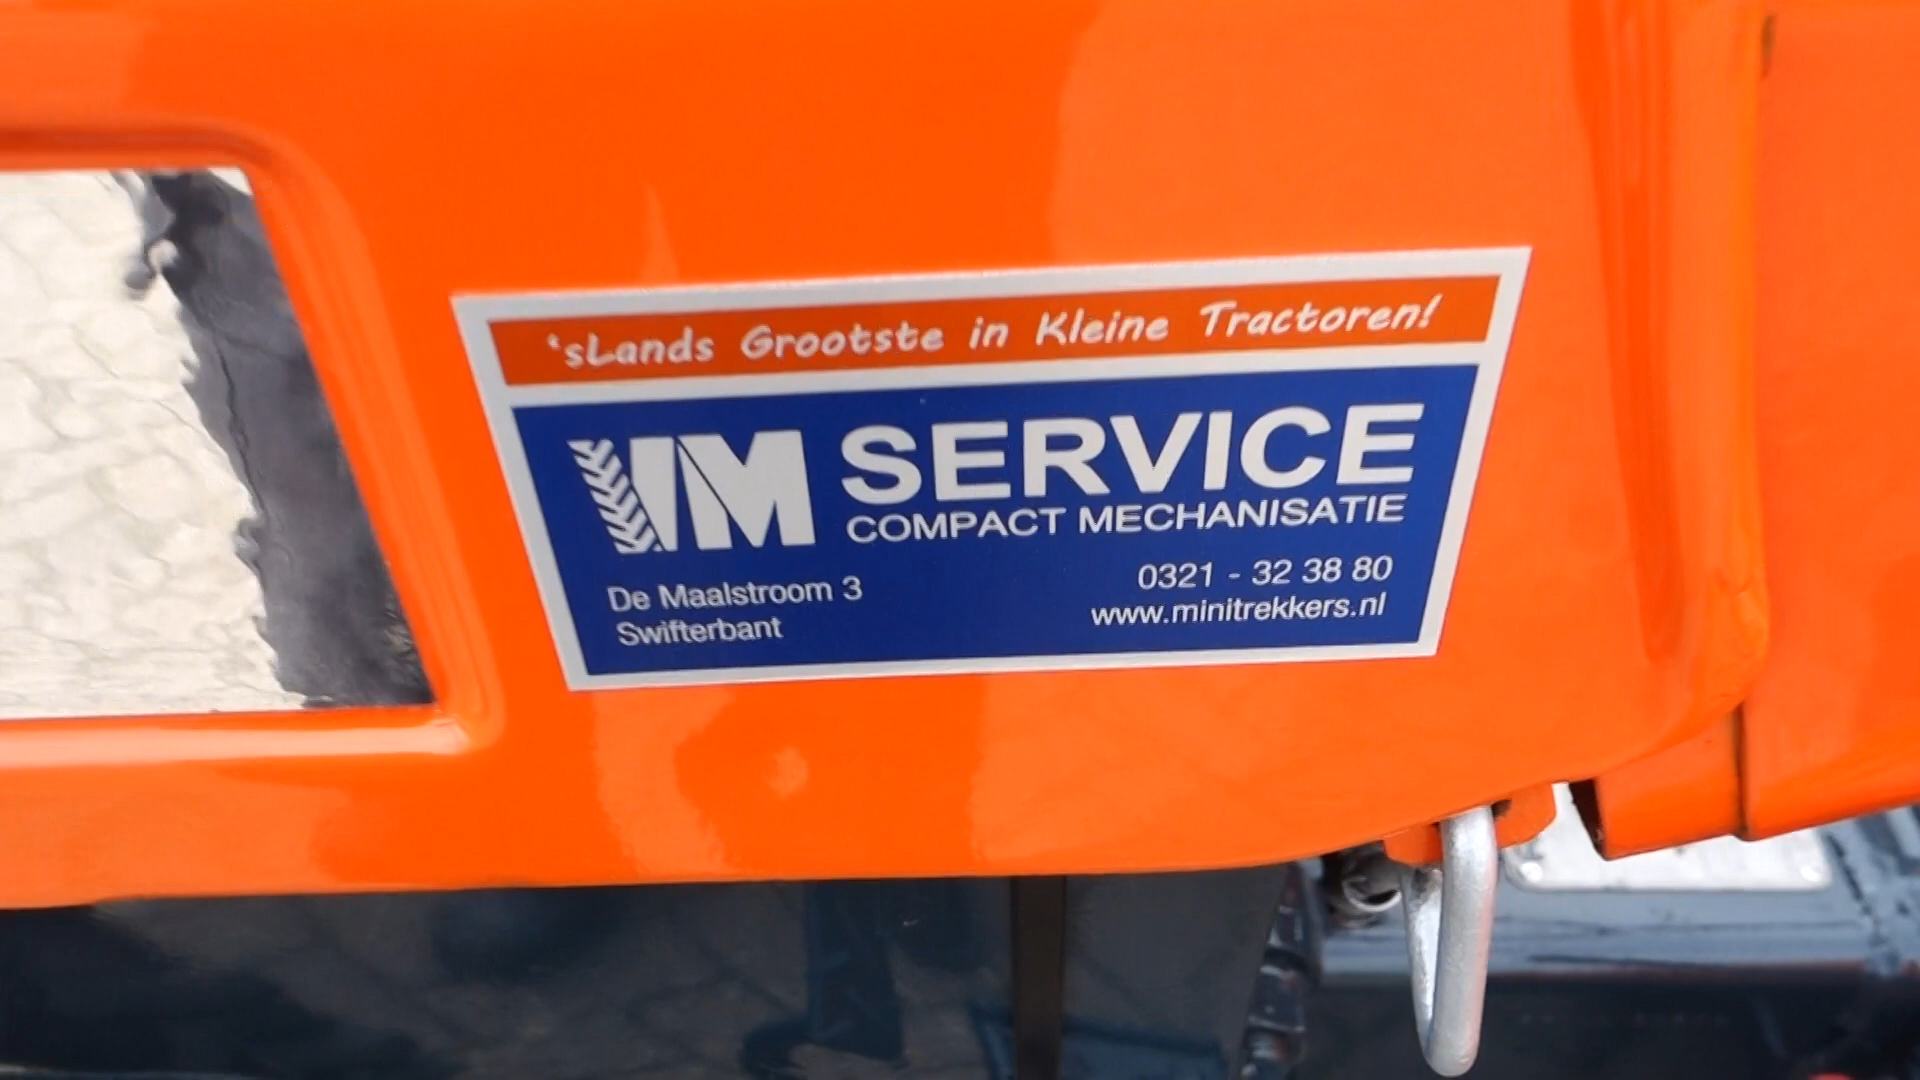 'sLands Grootste in Kleine Tractoren!
VM SERVICE
COMPACT MECHANISATIE
De Maalstroom 3
Swifterbant
0321 - 32 38 80
www.minitrekkers.nl